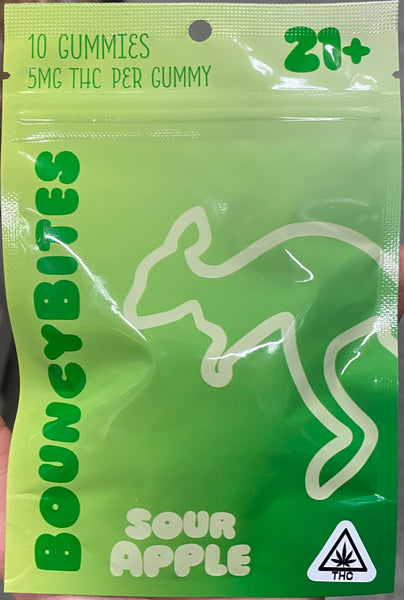 10 GUMMIES
5MG THC PER GUMMY
21+
BOUNCYBITES
SOUR
APPLE
THC